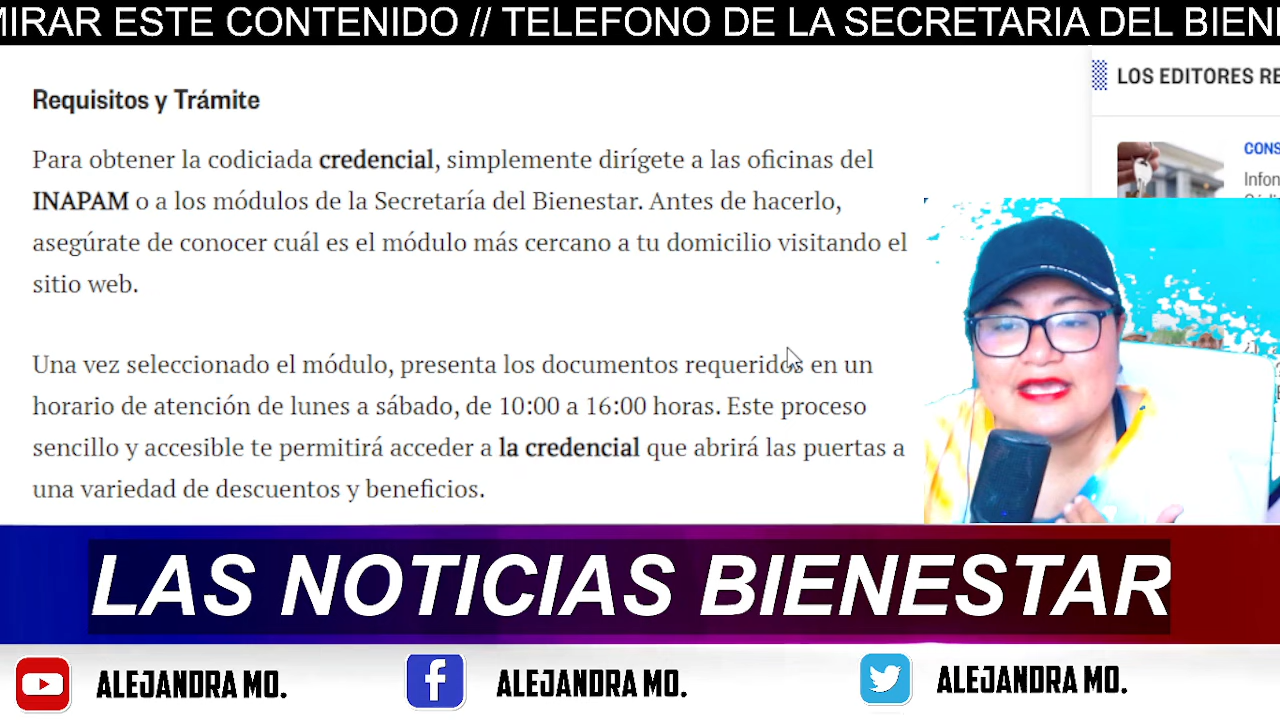 MIRAR ESTE CONTENIDO // TELEFONO DE LA SECRETARIA DEL BIEN
LOS EDITORES RE
CONS
Infon
Requisitos y Trámite
Para obtener la codiciada credencial, simplemente dirígete a las oficinas del
INAPAM o a los módulos de la Secretaría del Bienestar. Antes de hacerlo,
asegúrate de conocer cuál es el módulo más cercano a tu domicilio visitando el
sitio web.
Una vez seleccionado el módulo, presenta los documentos requeridos en un
horario de atención de lunes a sábado, de 10:00 a 16:00 horas. Este proceso
sencillo y accesible te permitirá acceder a la credencial que abrirá las puertas a
una variedad de descuentos y beneficios.
LAS NOTICIAS BIENESTAR
ALEJANDRA MO.
ALEJANDRA MO.
ALEJANDRA MO.